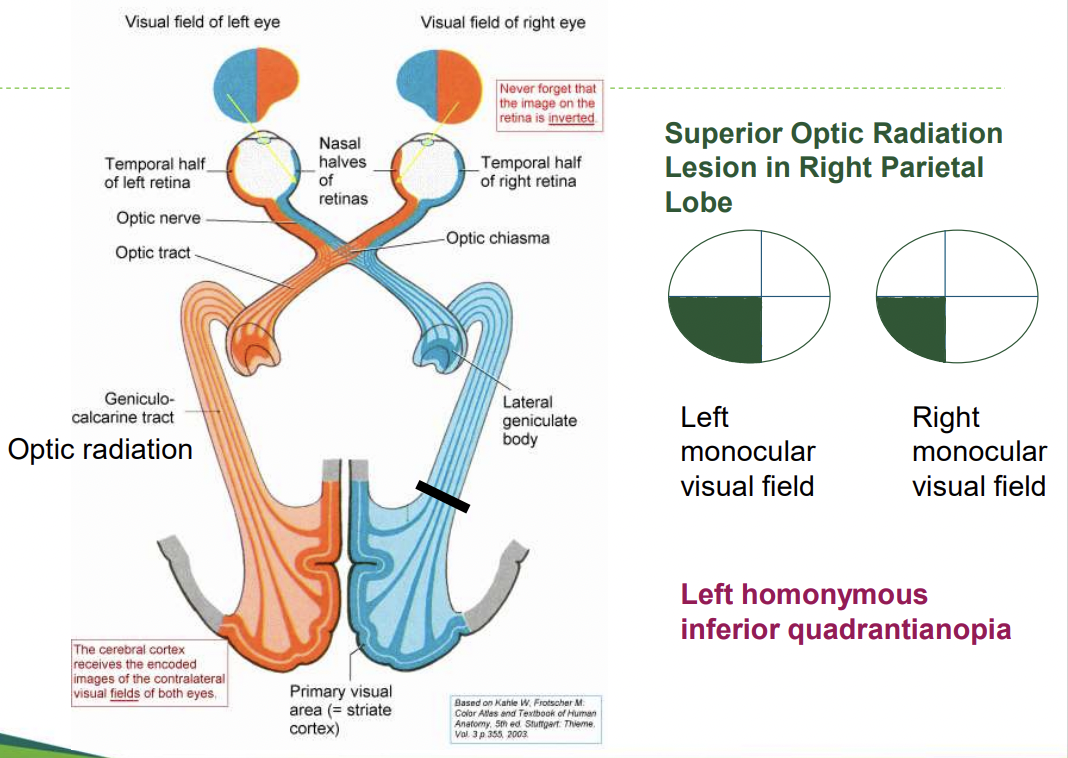 Visual field of left eye
Visual field of right eye
Never forget that
the image on the
retina is inverted.
Temporal half
of left retina
Nasal
halves
of
retinas
Temporal half
of right retina
Optic nerve
Optic tract
Optic chiasma
Geniculo-
calcarine tract
Optic radiation
Lateral
geniculate
body
The cerebral cortex
receives the encoded
images of the contralateral
visual fields of both eyes.
Primary visual
area (= striate
cortex)
Based on Kahle W, Frotscher M:
Color Atlas and Textbook of Human
Anatomy, 5th ed. Stuttgart: Thieme.
Vol. 3 p.355, 2003.
Superior Optic Radiation
Lesion in Right Parietal
Lobe
Left
monocular
visual field
Right
monocular
visual field
Left homonymous
inferior quadrantianopia